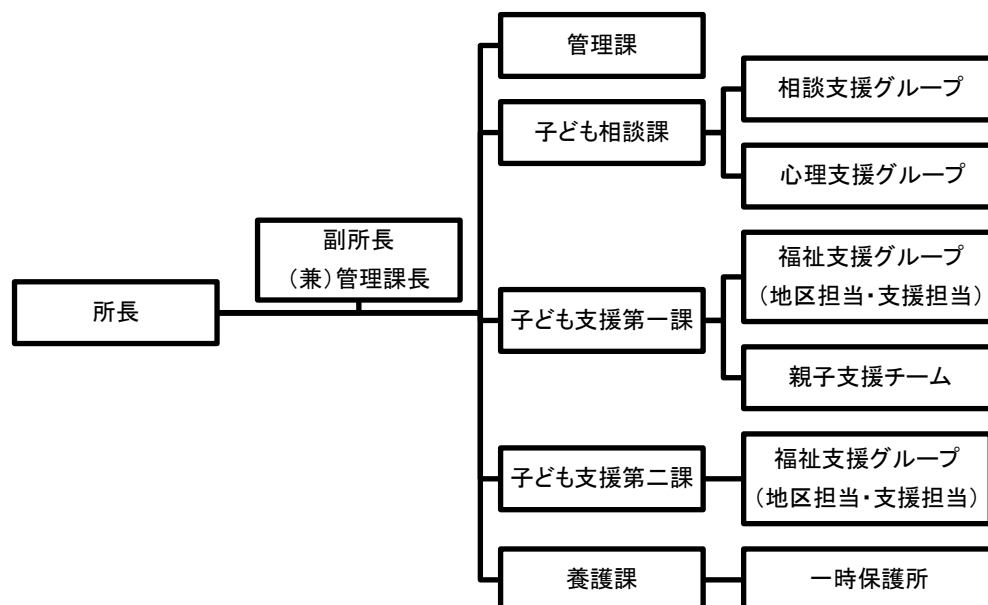 所長
副所長
（兼）管理課長
管理課
子ども相談課
相談支援グループ
心理支援グループ
子ども支援第一課
福祉支援グループ
（地区担当・支援担当）
親子支援チーム
子ども支援第二課
福祉支援グループ
（地区担当・支援担当）
養護課
一時保護所